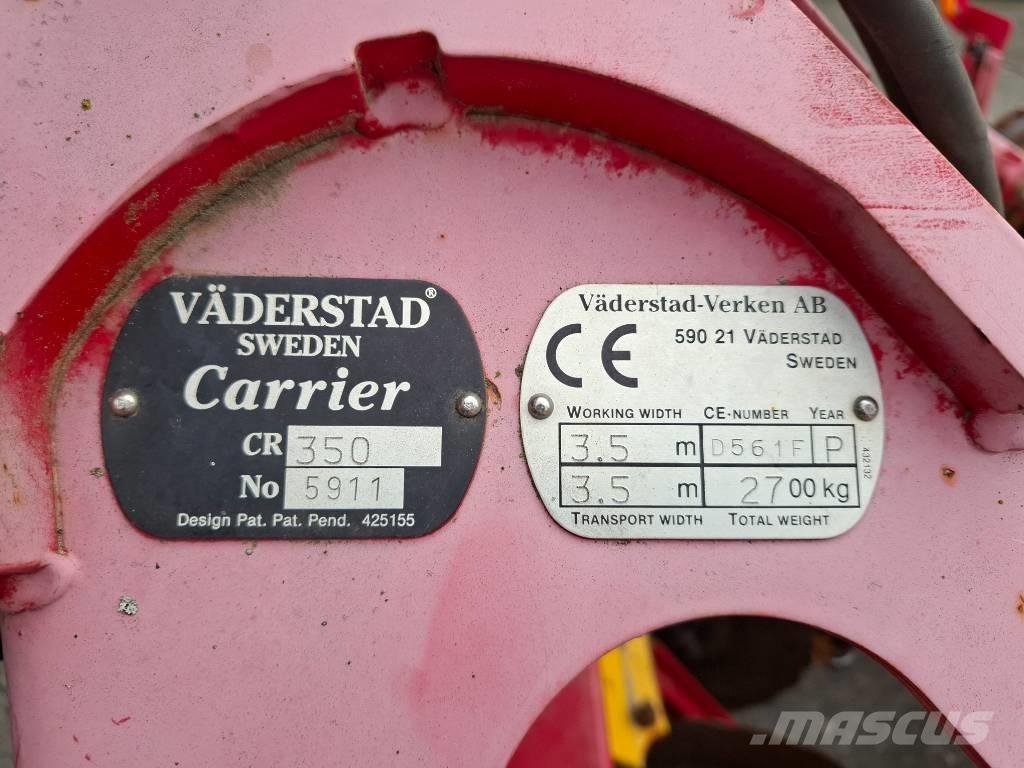 VÄDERSTAD®
SWEDEN
Carrier
CR 350
No 5911
Design Pat. Pat. Pend. 425155
Väderstad-Verken AB
CE 590 21 VÄDERSTAD
SWEDEN
WORKING WIDTH CE-NUMBER YEAR
3.5 m D561F P
3.5 m 2700 kg
TRANSPORT WIDTH TOTAL WEIGHT
432132
MASCUS